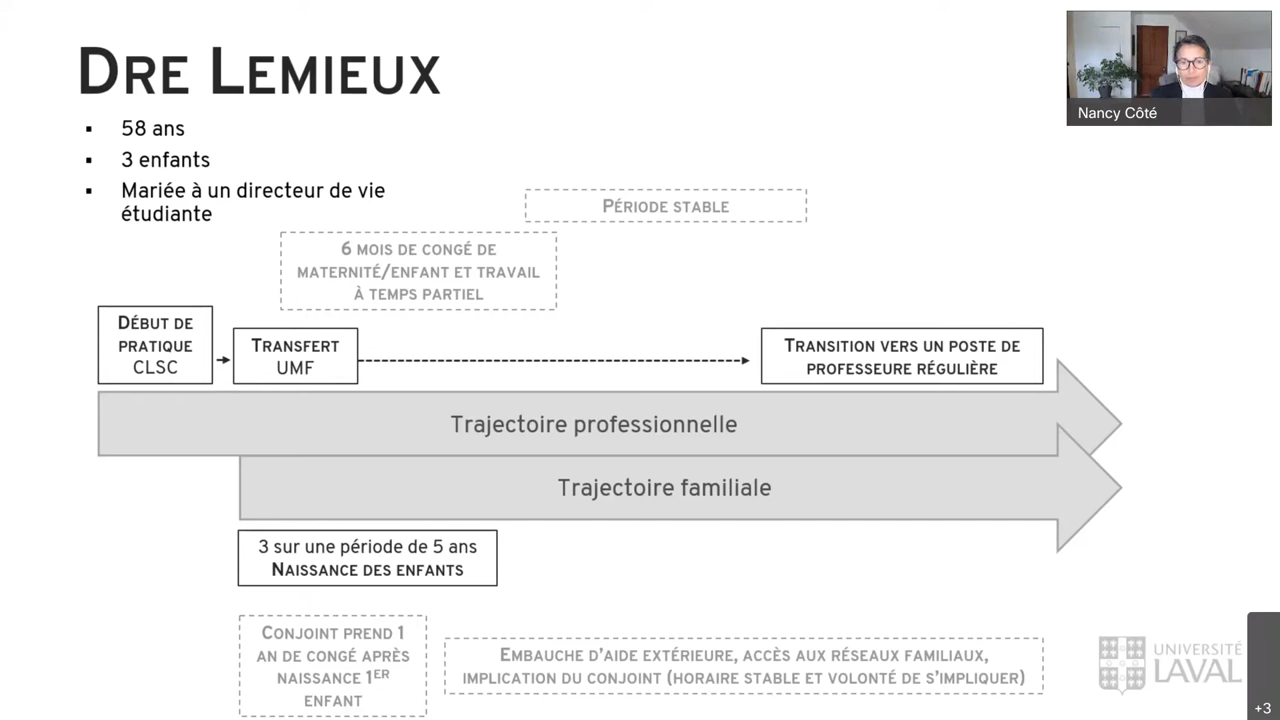 DRE LEMIEUX
▪ 58 ans
▪ 3 enfants
▪ Mariée à un directeur de vie
étudiante
Nancy Côté
PÉRIODE STABLE
6 MOIS DE CONGÉ DE
MATERNITÉ/ENFANT ET TRAVAIL
À TEMPS PARTIEL
DÉBUT DE
PRATIQUE
CLSC
TRANSFERT
UMF
TRANSITION VERS UN POSTE DE
PROFESSEURE RÉGULIÈRE
Trajectoire professionnelle
Trajectoire familiale
3 sur une période de 5 ans
NAISSANCE DES ENFANTS
CONJOINT PREND 1
AN DE CONGÉ APRÈS
NAISSANCE 1ER
ENFANT
EMBAUCHE D'AIDE EXTÉRIEURE, ACCÈS AUX RÉSEAUX FAMILIAUX,
IMPLICATION DU CONJOINT (HORAIRE STABLE ET VOLONTÉ DE S'IMPLIQUER)
UNIVERSITÉ
LAVAL
+3